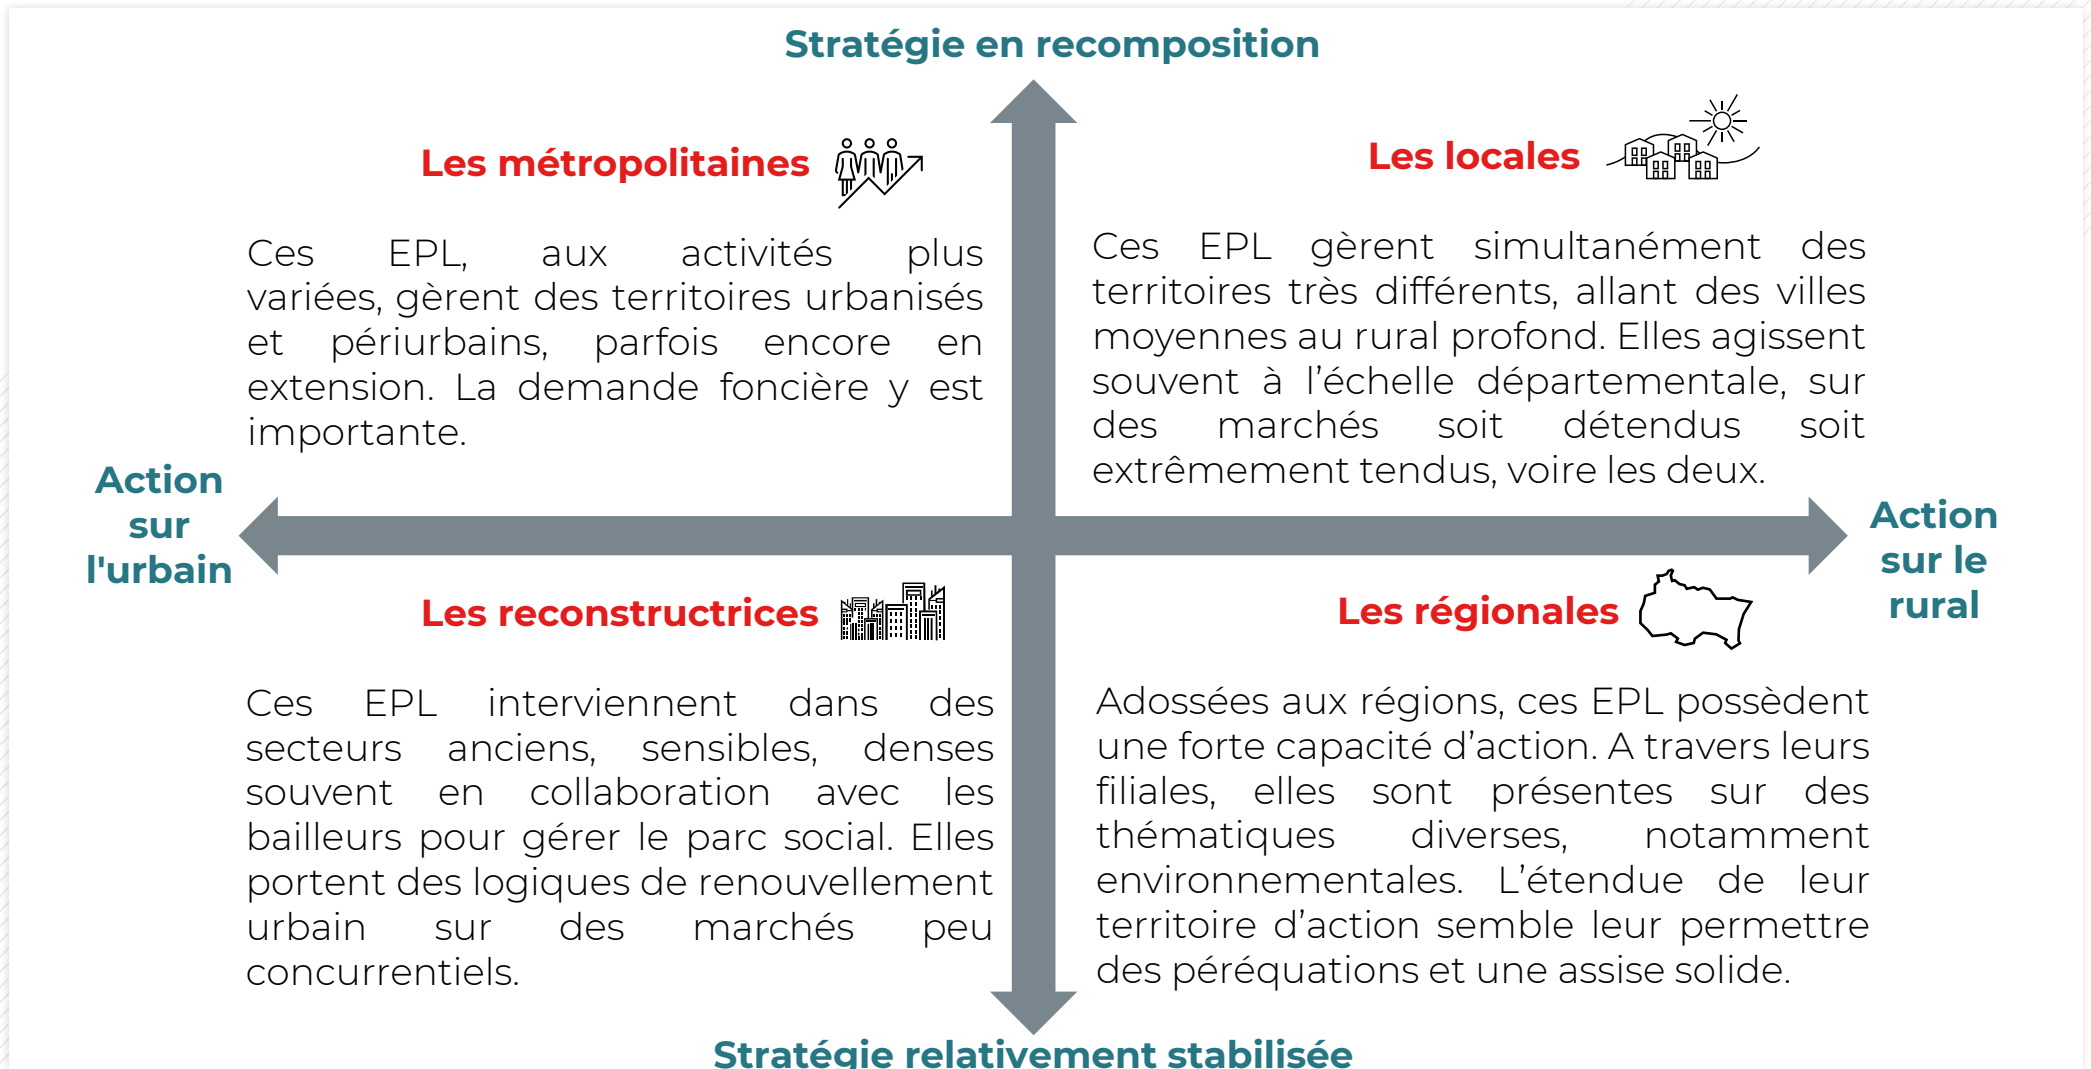 Stratégie en recomposition
Les métropolitaines
Ces EPL, aux activités plus
variées, gèrent des territoires urbanisés
et périurbains, parfois encore en
extension. La demande foncière y est
importante.
Les locales
Ces EPL gèrent simultanément des
territoires très différents, allant des villes
moyennes au rural profond. Elles agissent
souvent à l’échelle départementale, sur
des marchés soit détendus soit
extrêmement tendus, voire les deux.
Action
sur
l'urbain
Action
sur le
rural
Les reconstructrices
Ces EPL interviennent dans des
secteurs anciens, sensibles, denses
souvent en collaboration avec les
bailleurs pour gérer le parc social. Elles
portent des logiques de renouvellement
urbain sur des marchés peu
concurrentiels.
Les régionales
Adossées aux régions, ces EPL possèdent
une forte capacité d’action. A travers leurs
filiales, elles sont présentes sur des
thématiques diverses, notamment
environnementales. L’étendue de leur
territoire d’action semble leur permettre
des péréquations et une assise solide.
Stratégie relativement stabilisée